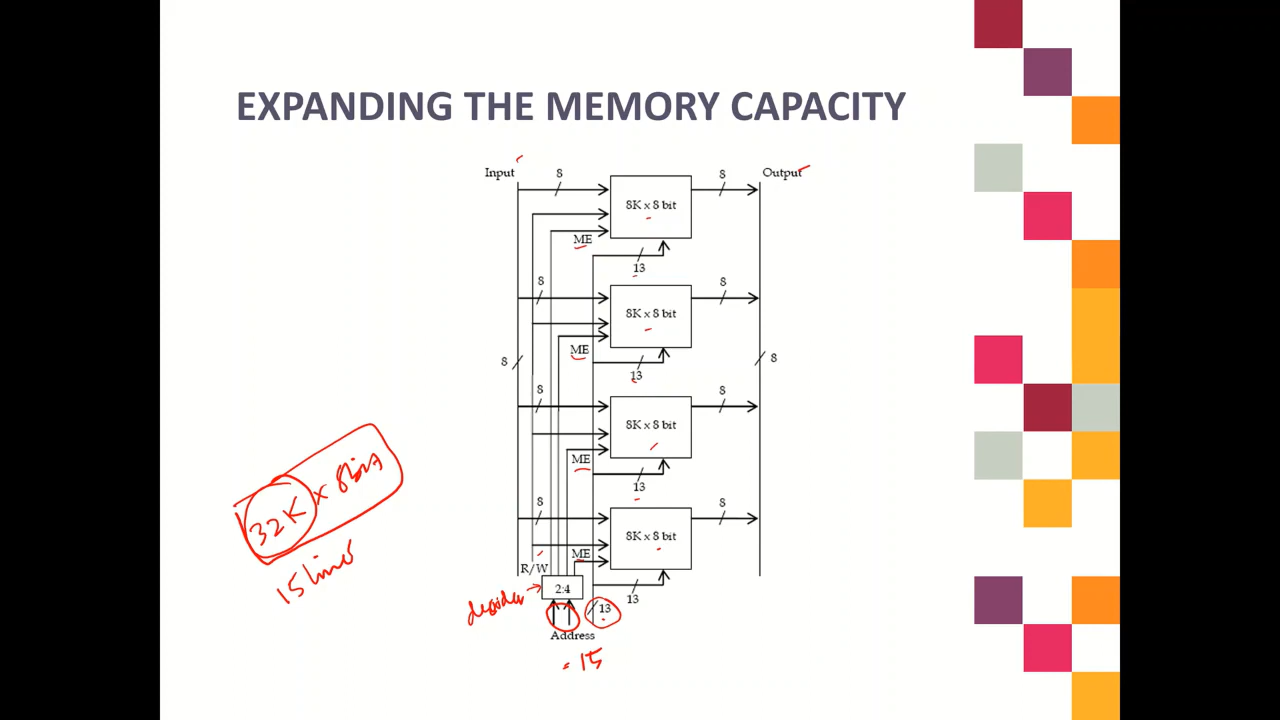 EXPANDING THE MEMORY CAPACITY
Input
8
8
Output
8K x 8 bit
ME
13
8
8
8K x 8 bit
ME
8
8
13
8
8
8K x 8 bit
ME
13
8
8
8K x 8 bit
ME
R/W
13
2:4
decoder
13
Address
= 15
32K x 8bits
15 lines